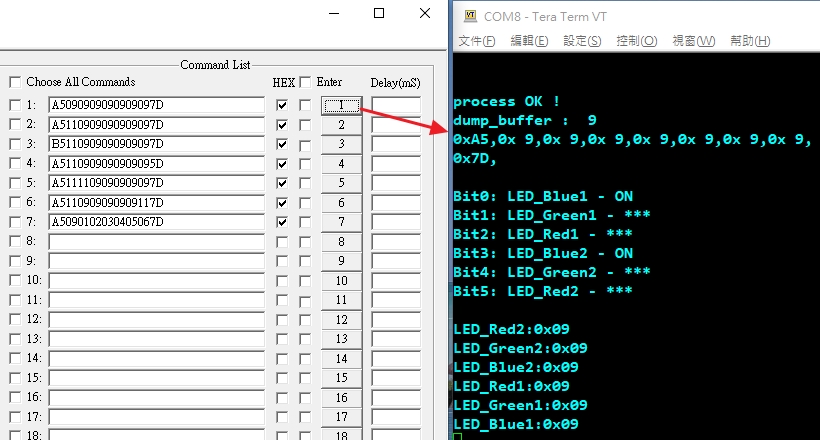 Command List
Choose All Commands HEX Enter Delay(mS)
1: A5090909090909097D 1
2: A5110909090909097D 2
3: B5110909090909097D 3
4: A5110909090909095D 4
5: A5111109090909097D 5
6: A5110909090909117D 6
7: A5090102030405067D 7
8: 8
9: 9
10: 10
11: 11
12: 12
13: 13
14: 14
15: 15
16: 16
17: 17
18: 18
VT COM8 - Tera Term VT
文件(F) 編輯(E) 設定(S) 控制(O) 視窗(W) 幫助(H)
process OK !
dump_buffer :  9
0xA5,0x 9,0x 9,0x 9,0x 9,0x 9,0x 9,0x 9,
0x7D,
Bit0: LED_Blue1 - ON
Bit1: LED_Green1 - ***
Bit2: LED_Red1 - ***
Bit3: LED_Blue2 - ON
Bit4: LED_Green2 - ***
Bit5: LED_Red2 - ***
LED_Red2:0x09
LED_Green2:0x09
LED_Blue2:0x09
LED_Red1:0x09
LED_Green1:0x09
LED_Blue1:0x09